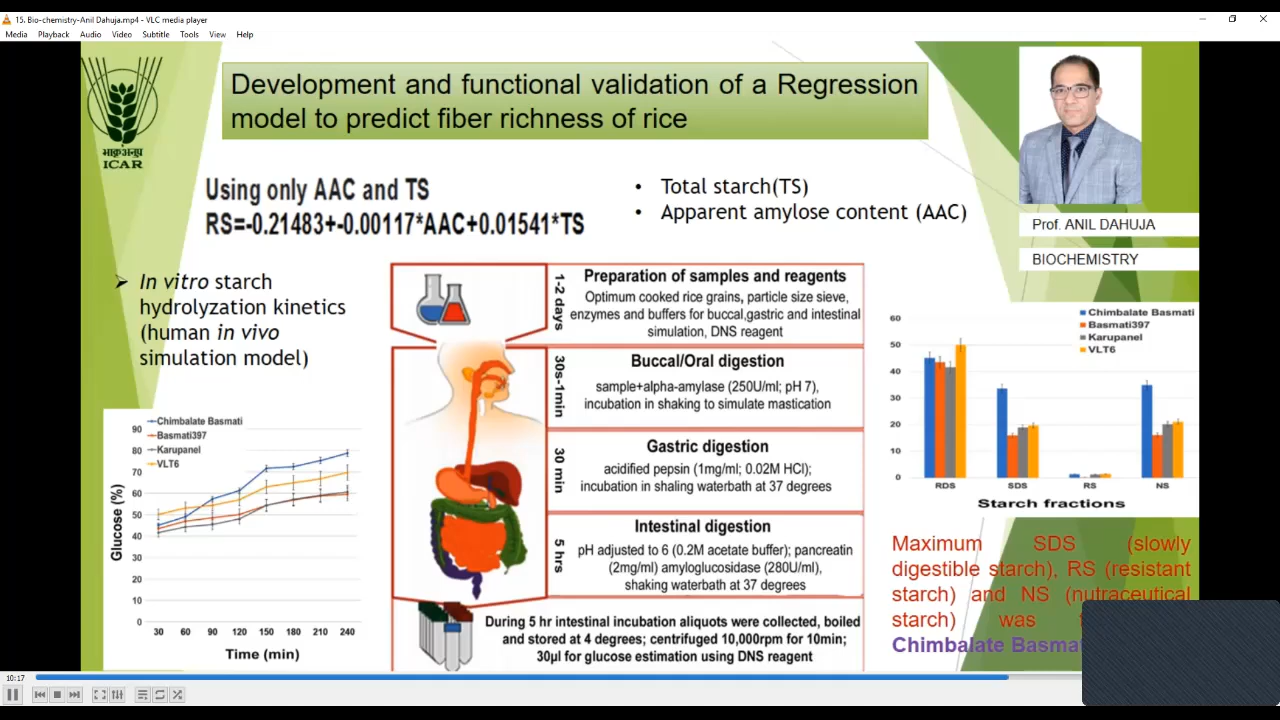 15. Bio-chemistry-Anil Dahuja.mp4 - VLC media player
Media Playback Audio Video Subtitle Tools View Help
भाकृअनुप
ICAR
Development and functional validation of a Regression
model to predict fiber richness of rice
Prof. ANIL DAHUJA
BIOCHEMISTRY
Using only AAC and TS
RS=-0.21483+-0.00117*AAC+0.01541*TS
• Total starch(TS)
• Apparent amylose content (AAC)
➢ In vitro starch
hydrolyzation kinetics
(human in vivo
simulation model)
Chimbalate Basmati
Basmati397
Karupanel
VLT6
Glucose (%)
90
80
70
60
50
40
30
20
10
0
30 60 90 120 150 180 210 240
Time (min)
1-2 days
Preparation of samples and reagents
Optimum cooked rice grains, particle size sieve,
enzymes and buffers for buccal,gastric and intestinal
simulation, DNS reagent
30s-1min
Buccal/Oral digestion
sample+alpha-amylase (250U/ml; pH 7),
incubation in shaking to simulate mastication
30 min
Gastric digestion
acidified pepsin (1mg/ml; 0.02M HCl);
incubation in shaling waterbath at 37 degrees
5 hrs
Intestinal digestion
pH adjusted to 6 (0.2M acetate buffer); pancreatin
(2mg/ml) amyloglucosidase (280U/ml),
shaking waterbath at 37 degrees
During 5 hr intestinal incubation aliquots were collected, boiled
and stored at 4 degrees; centrifuged 10,000rpm for 10min;
30µl for glucose estimation using DNS reagent
Chimbalate Basmati
Basmati397
Karupanel
VLT6
60
50
40
30
20
10
0
RDS SDS RS NS
Starch fractions
Maximum SDS (slowly
digestible starch), RS (resistant
starch) and NS (nutraceutical
starch) was
Chimbalate
10:17